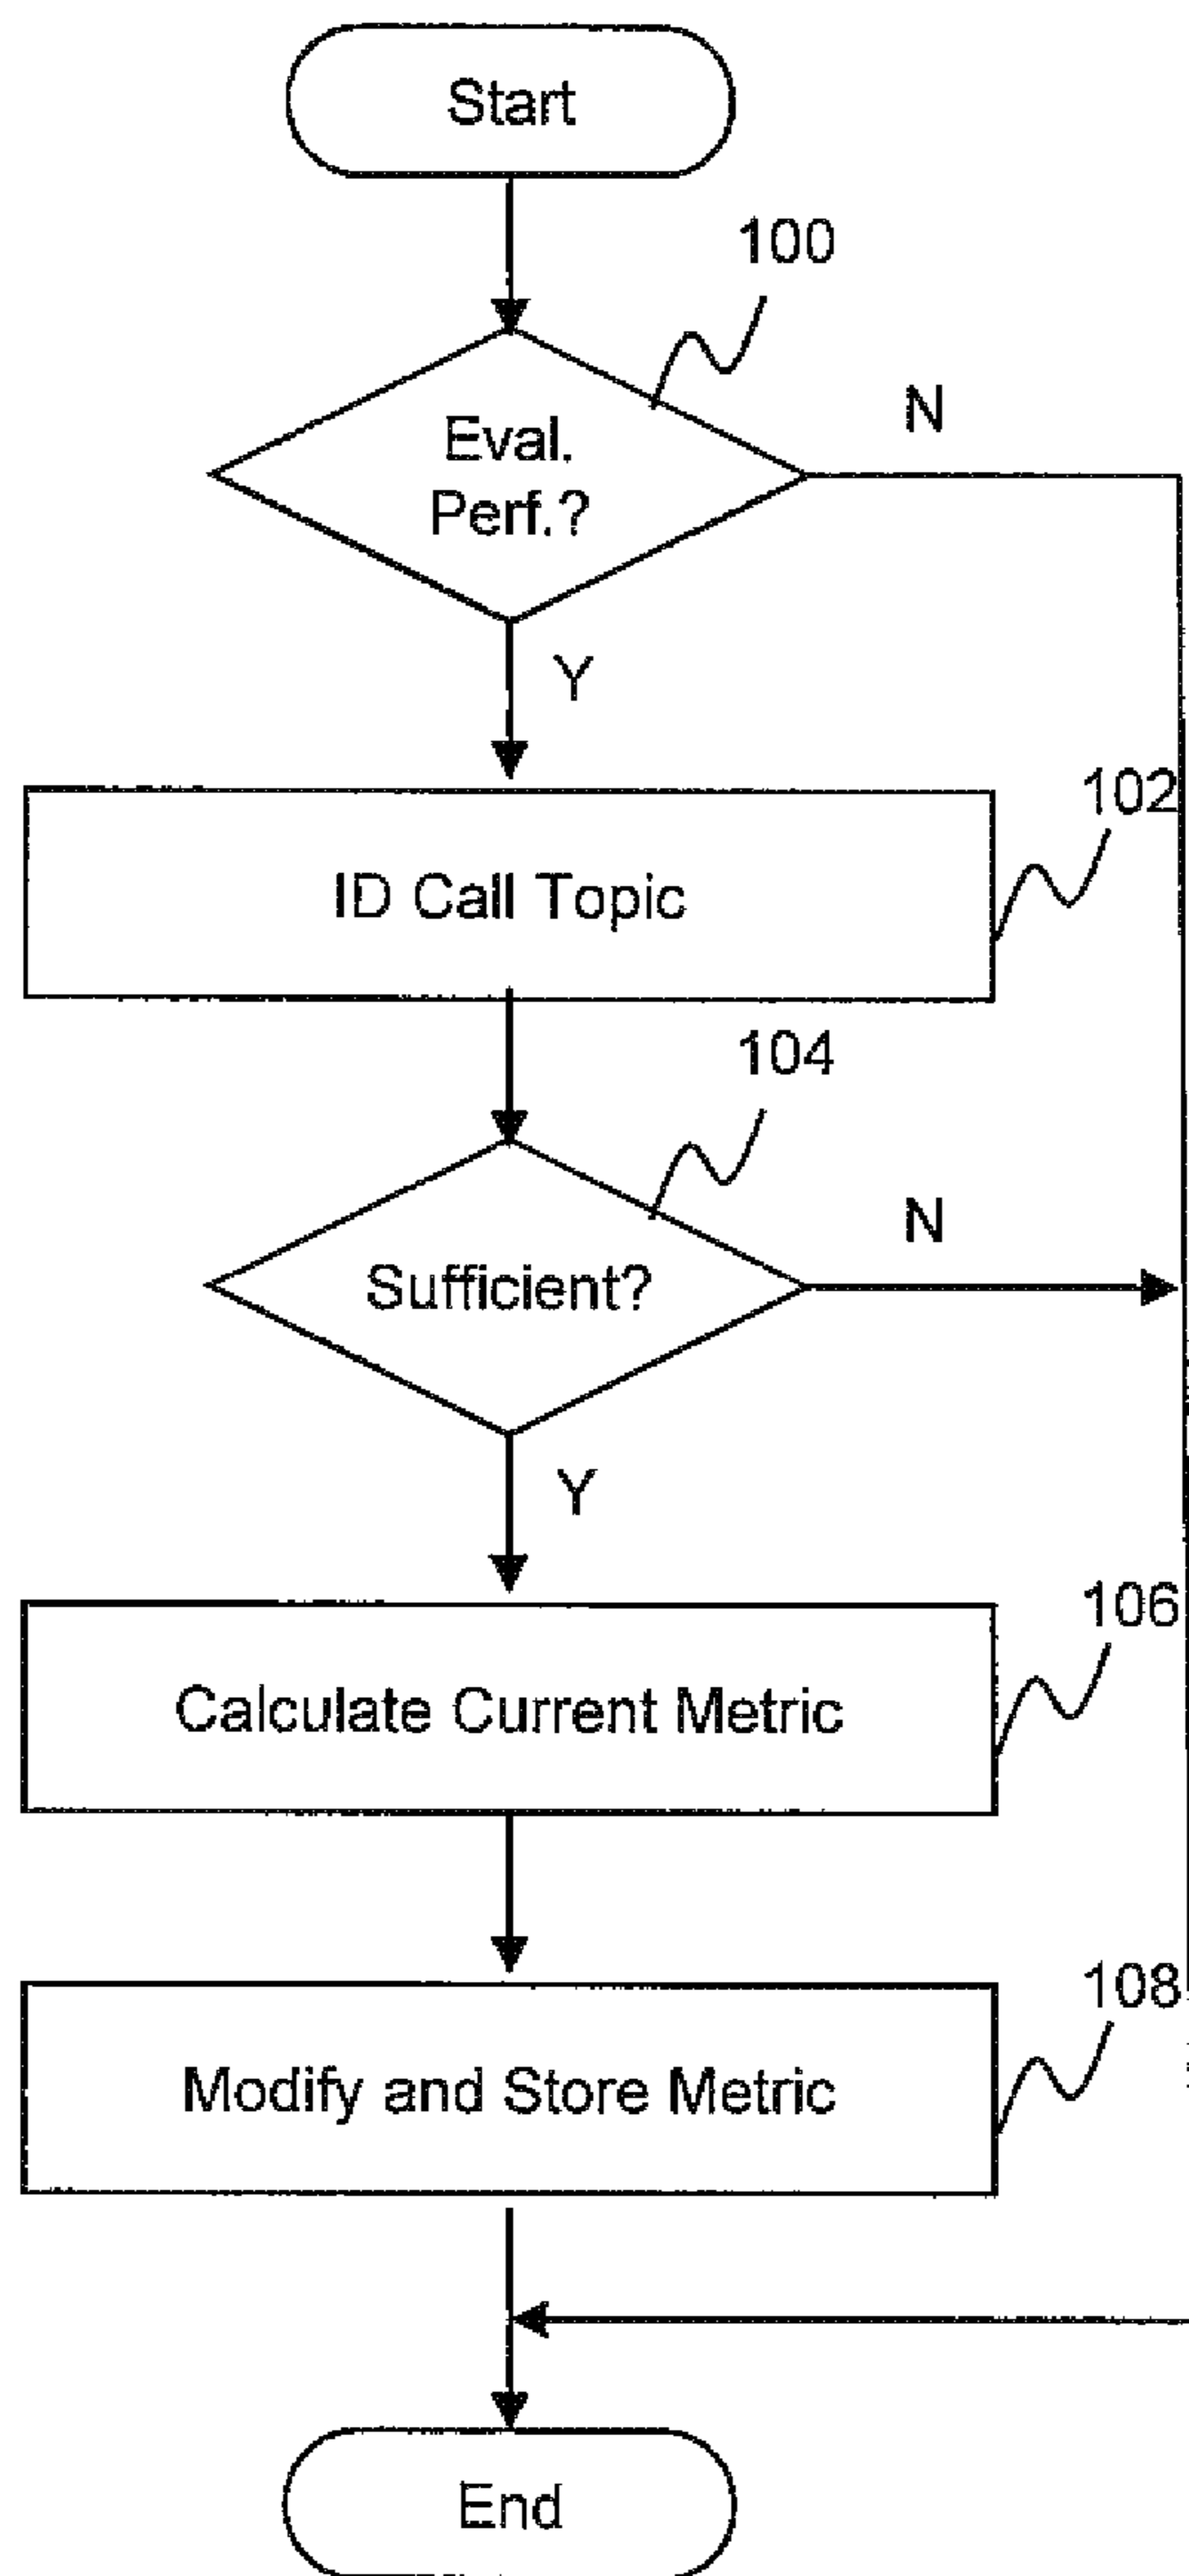 Start
100
Eval.
Perf.?
N
Y
102
ID Call Topic
104
Sufficient?
N
Y
106
Calculate Current Metric
108
Modify and Store Metric
End